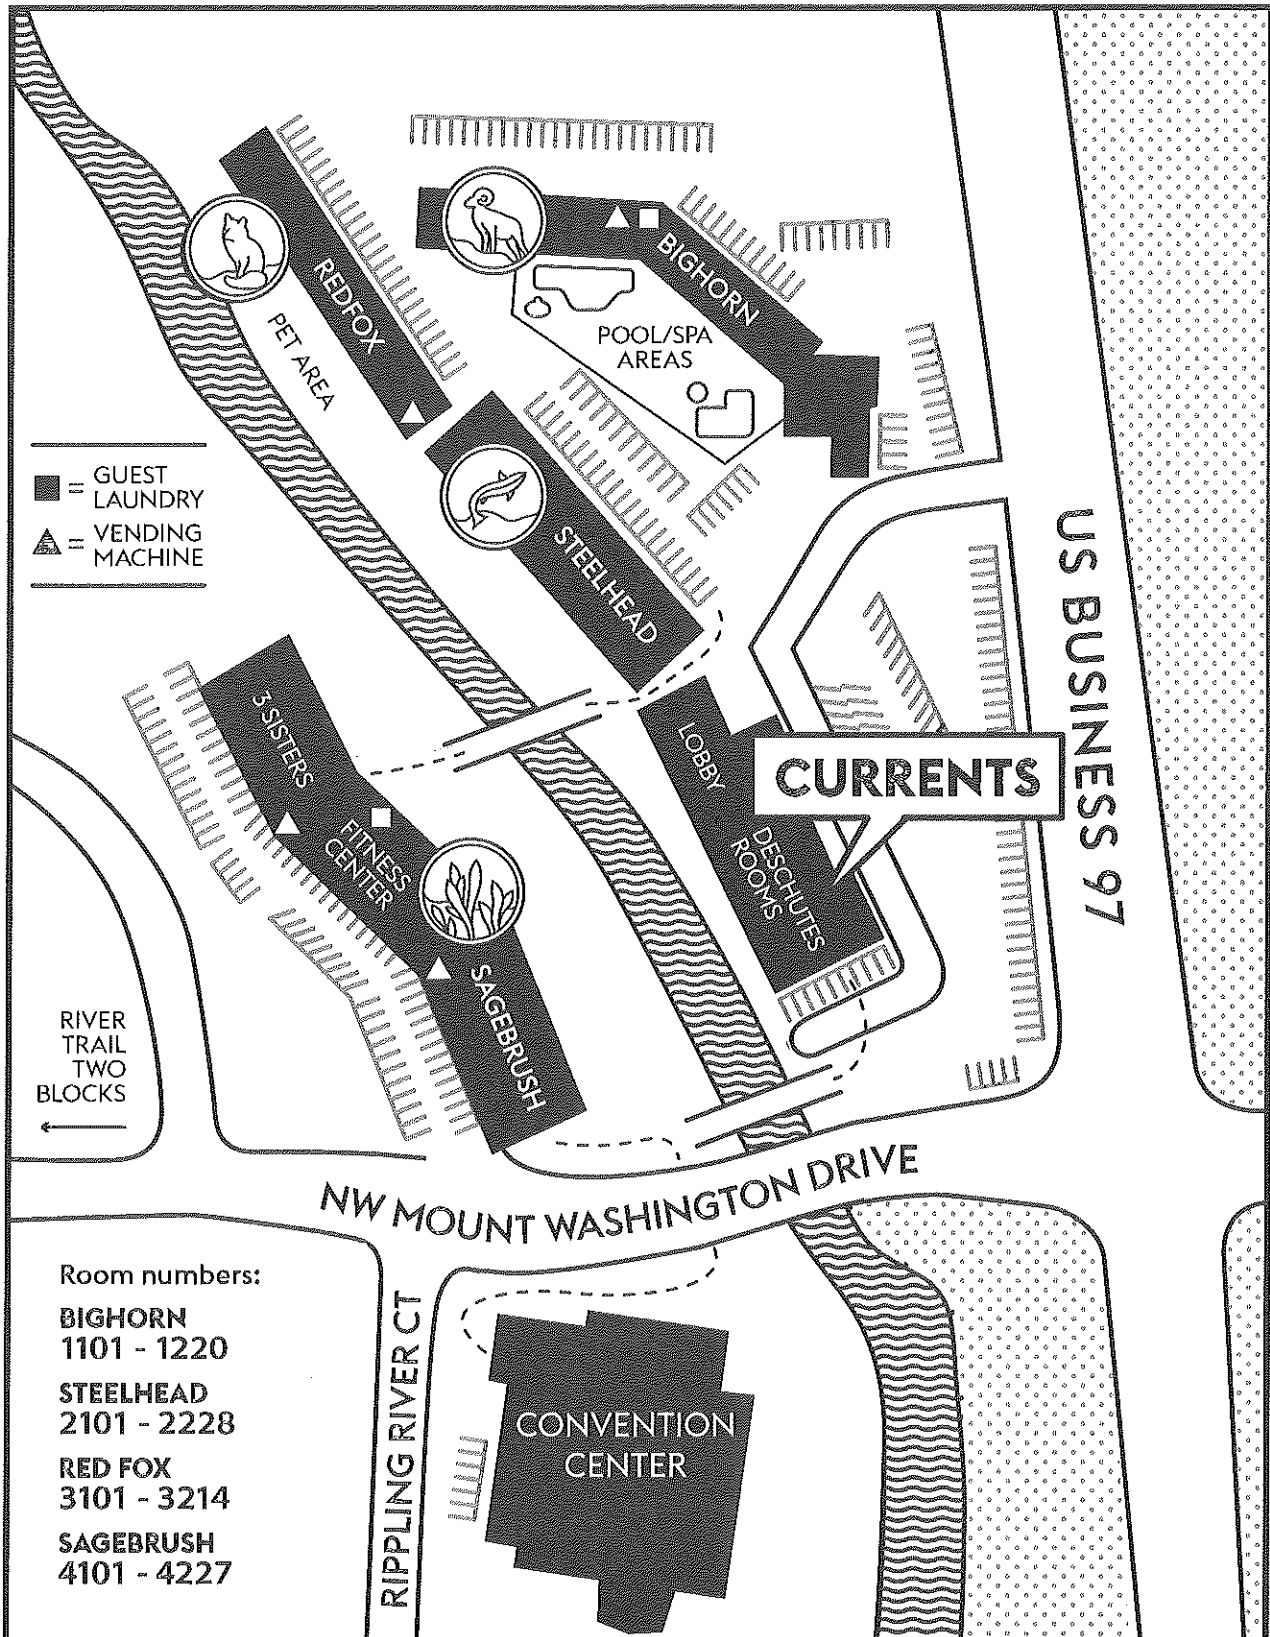 REDFOX
BIGHORN
PET AREA
POOL/SPA
AREAS
= GUEST
LAUNDRY
= VENDING
MACHINE
STEELHEAD
US BUSINESS 97
3 SISTERS
LOBBY
CURRENTS
FITNESS
CENTER
DESCHUTES
ROOMS
SAGEBRUSH
RIVER
TRAIL
TWO
BLOCKS
NW MOUNT WASHINGTON DRIVE
Room numbers:
BIGHORN
1101 - 1220
STEELHEAD
2101 - 2228
RED FOX
3101 - 3214
SAGEBRUSH
4101 - 4227
RIPPLING RIVER CT
CONVENTION
CENTER